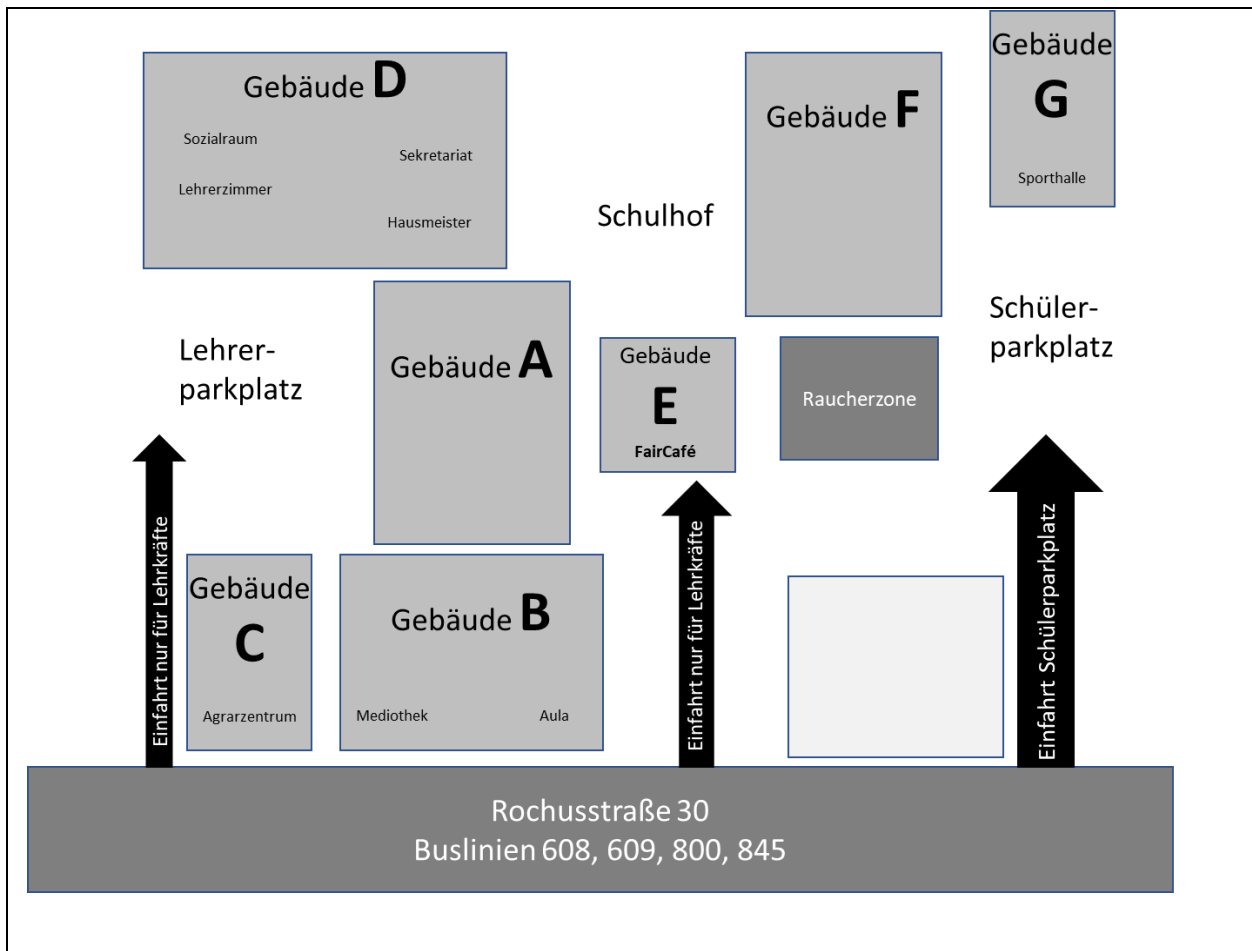 Gebäude D
Sozialraum
Sekretariat
Lehrerzimmer
Hausmeister
Gebäude F
Gebäude
G
Sporthalle
Schulhof
Lehrer-
parkplatz
Gebäude A
Gebäude
E
FairCafé
Raucherzone
Schüler-
parkplatz
Einfahrt nur für Lehrkräfte
Gebäude
C
Agrarzentrum
Gebäude B
Mediothek
Aula
Einfahrt nur für Lehrkräfte
Einfahrt Schülerparkplatz
Rochusstraße 30
Buslinien 608, 609, 800, 845